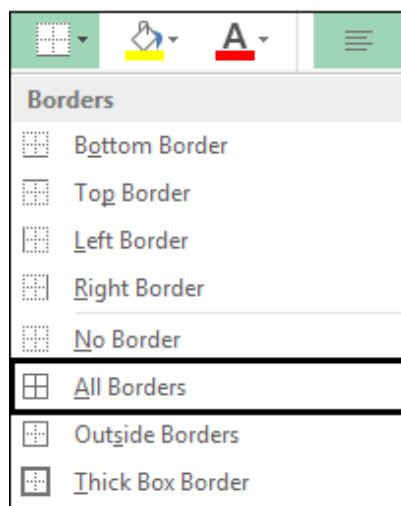 A
Borders
Bottom Border
Top Border
Left Border
Right Border
No Border
All Borders
Outside Borders
Thick Box Border